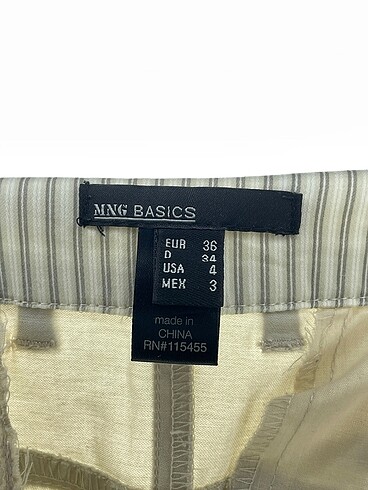 MNG BASICS
EUR 36
D 34
USA 4
MEX 3
made in
CHINA
RN#115455